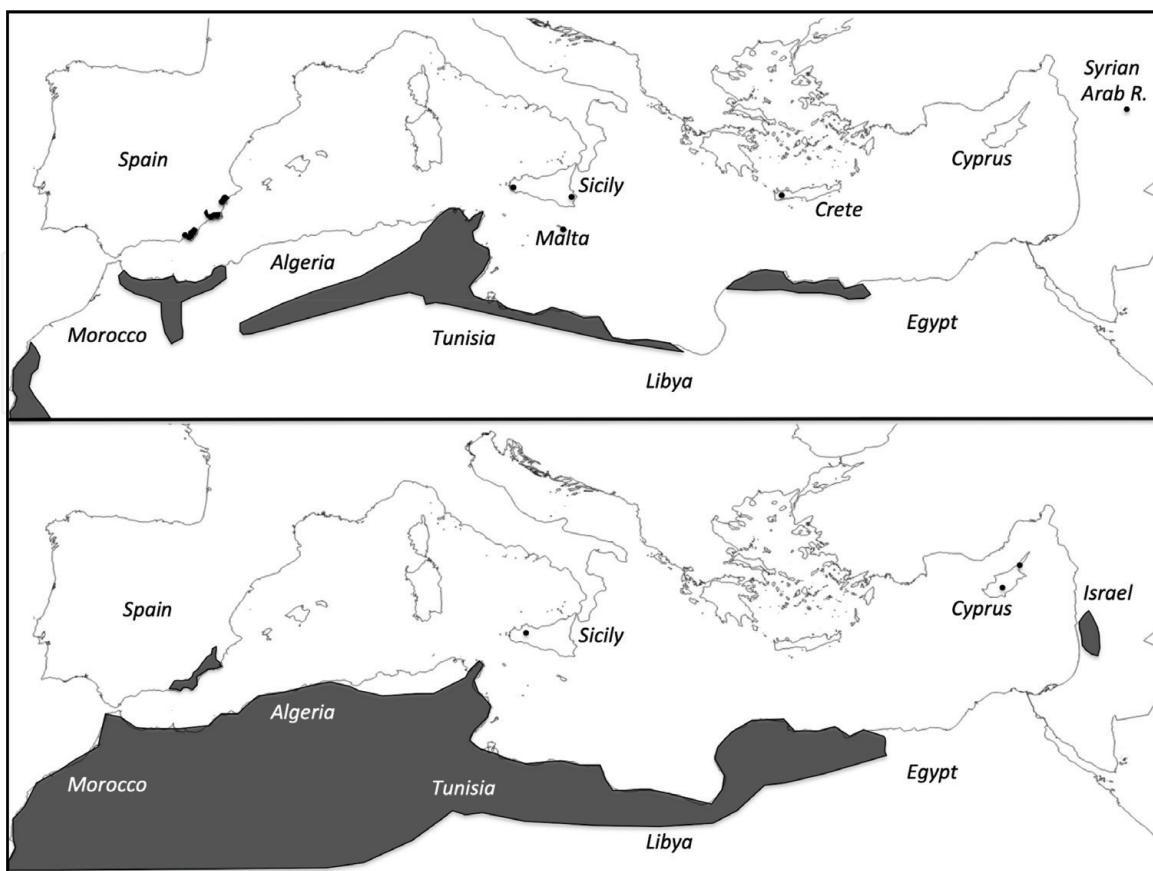 Syrian
Arab R.
Spain
Cyprus
Sicily
Crete
Malta
Algeria
Morocco
Tunisia
Egypt
Libya
Spain
Sicily
Cyprus
Israel
Algeria
Morocco
Tunisia
Egypt
Libya